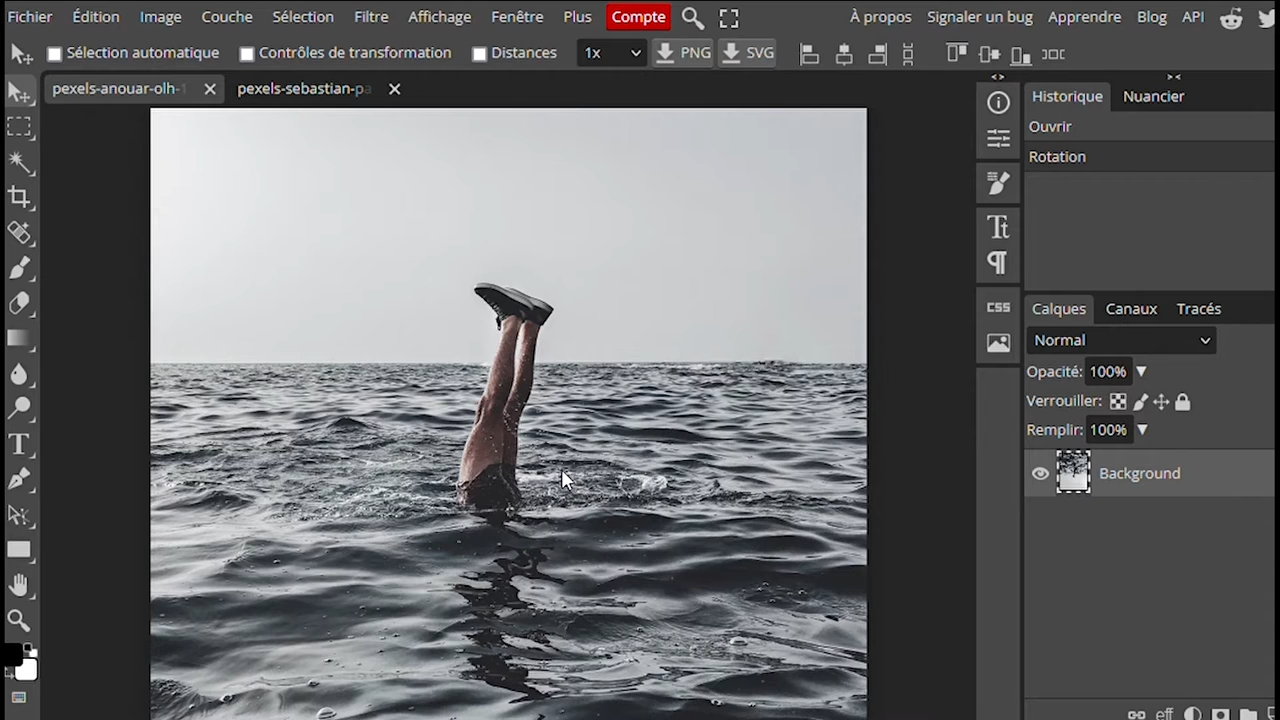 Fichier Édition Image Couche Sélection Filtre Affichage Fenêtre Plus Compte À propos Signaler un bug Apprendre Blog API
Sélection automatique Contrôles de transformation Distances 1x PNG SVG
pexels-anouar-olh- pexels-sebastian-pa
Historique Nuancier
Ouvrir
Rotation
CSS
Calques Canaux Tracés
Normal
Opacité: 100%
Verrouiller:
Remplir: 100%
Background
eff